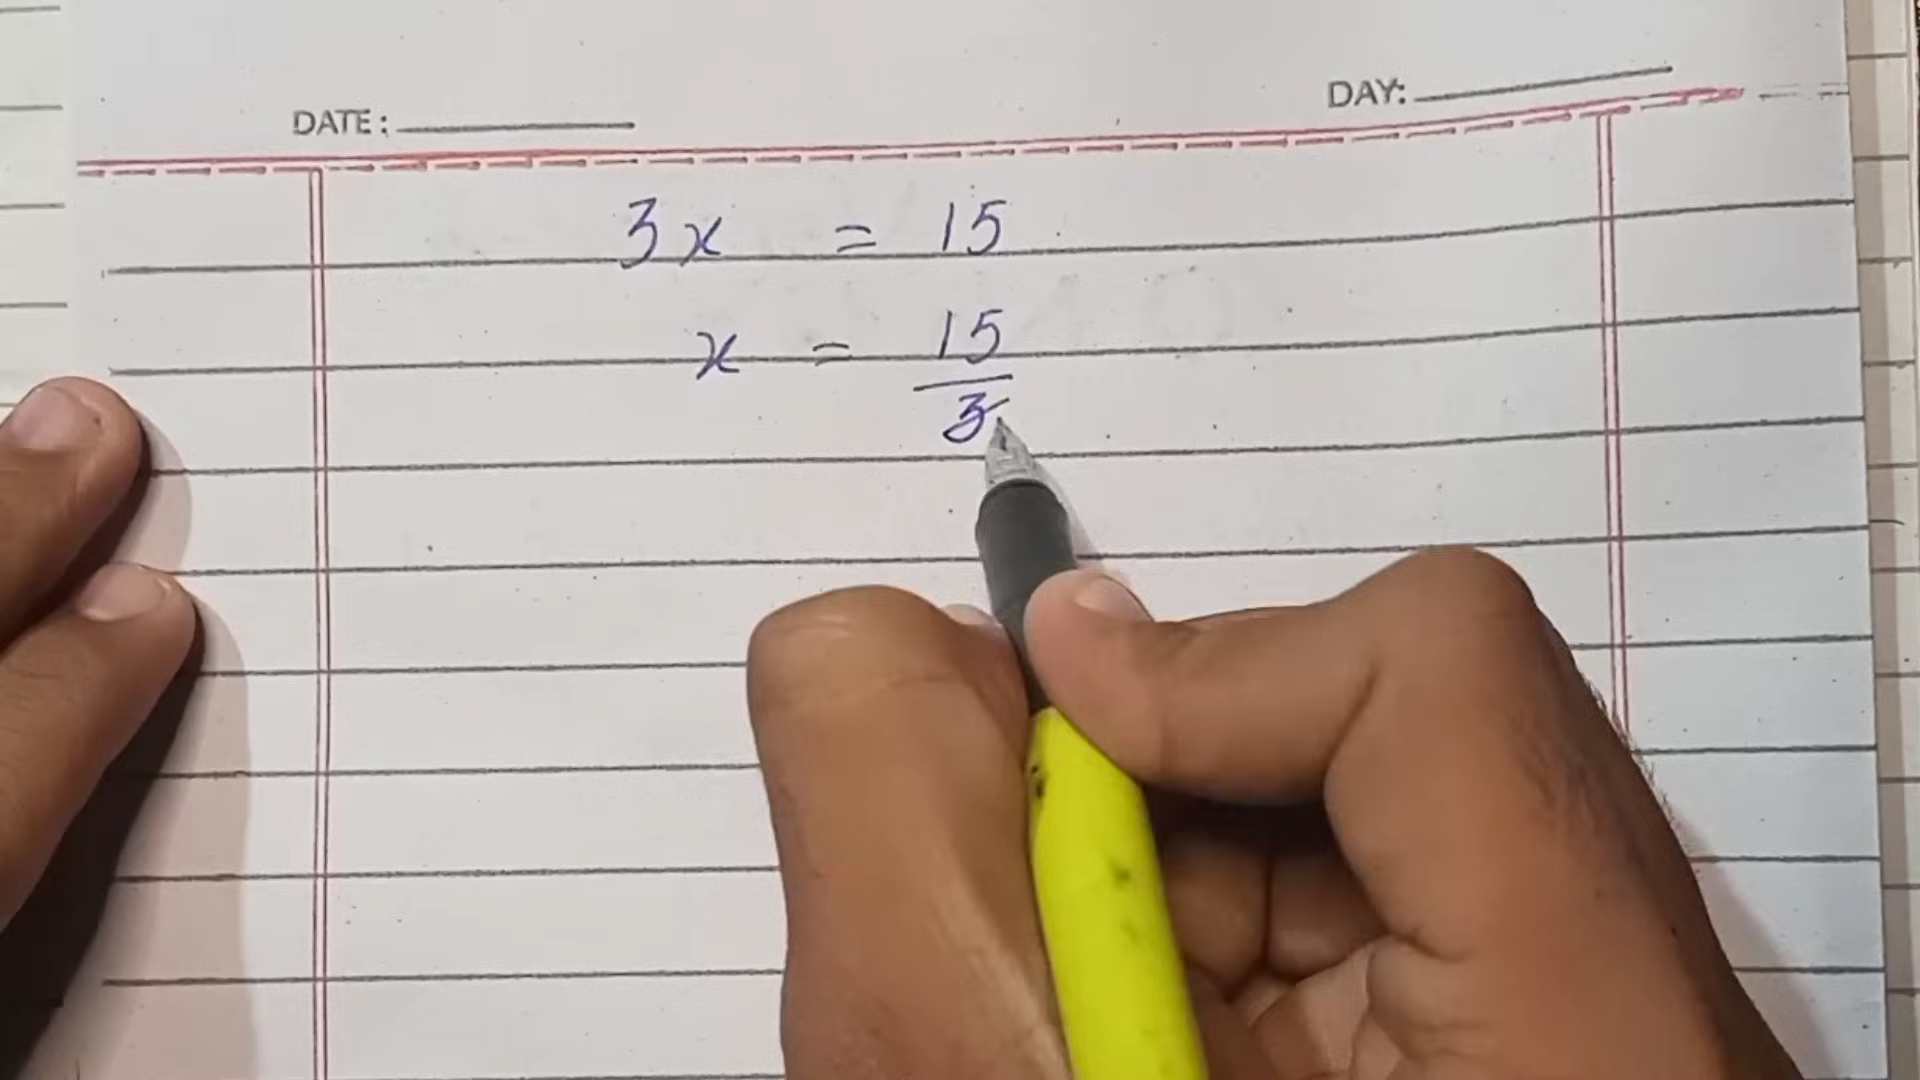 DATE: DAY:
3x = 15
x = 15/3